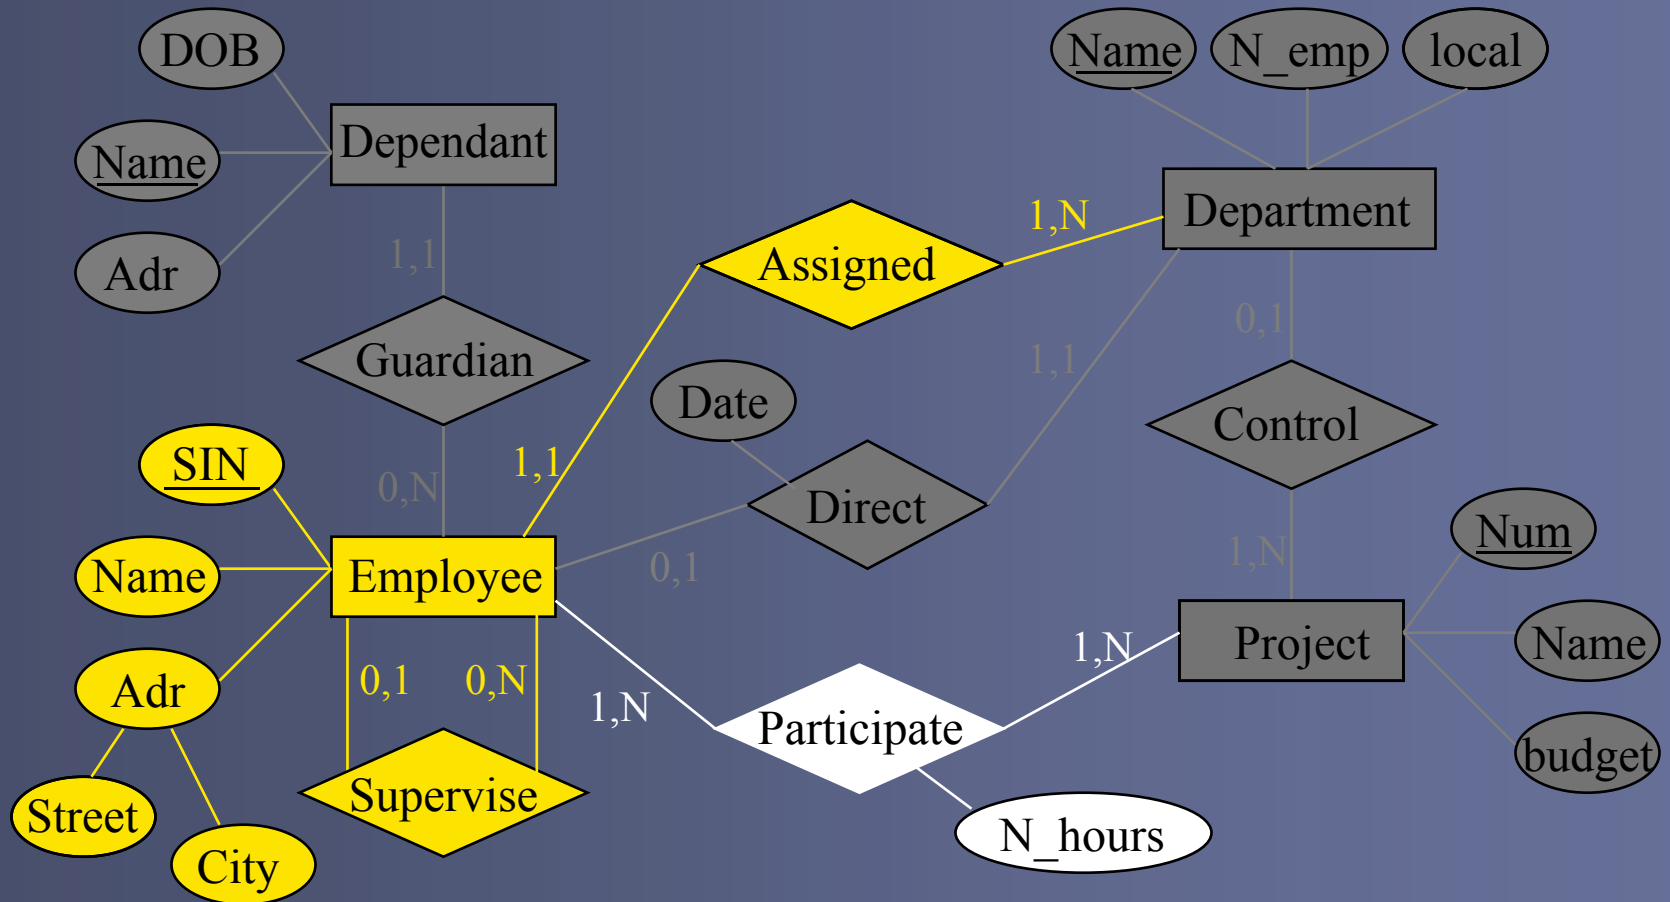 DOB
Name
N_emp
local
Dependant
Name
Adr
1,1
Assigned
1,N
Department
Guardian
0,N
Date
1,1
0,1
Control
SIN
1,1
Direct
0,1
1,N
Num
Name
Employee
Project
Name
budget
Adr
0,1
0,N
1,N
Participate
1,N
Street
City
Supervise
N_hours